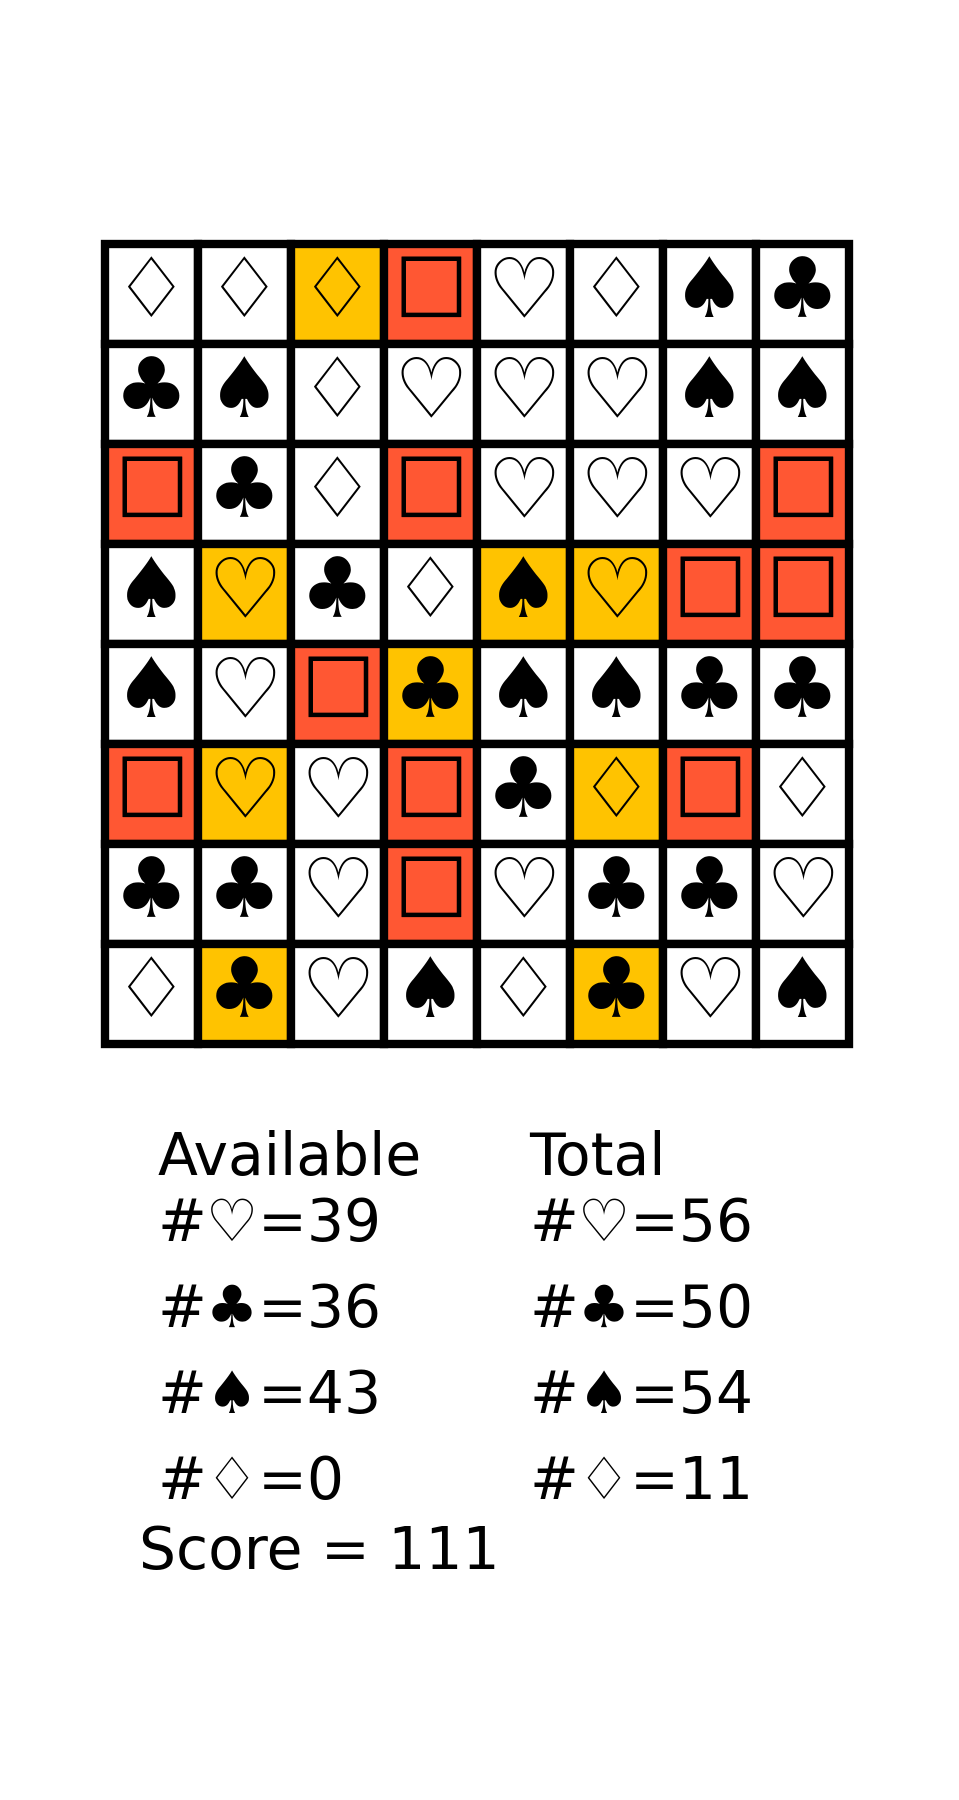 ♢ ♢ ♢ □ ♡ ♢ ♠ ♣
♣ ♠ ♢ ♡ ♡ ♡ ♠ ♠
□ ♣ ♢ □ ♡ ♡ ♡ □
♠ ♡ ♣ ♢ ♠ ♡ □ □
♠ ♡ □ ♣ ♠ ♠ ♣ ♣
□ ♡ ♡ □ ♣ ♢ □ ♢
♣ ♣ ♡ □ ♡ ♣ ♣ ♡
♢ ♣ ♡ ♠ ♢ ♣ ♡ ♠
Available Total
#♡=39 #♡=56
#♣=36 #♣=50
#♠=43 #♠=54
#♢=0 #♢=11
Score = 111